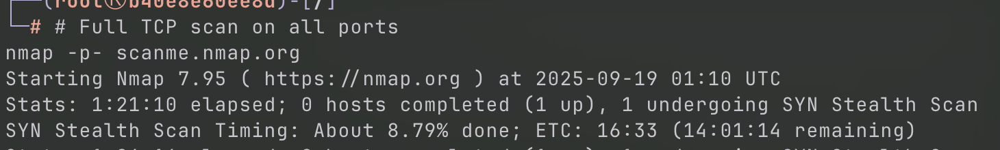 (root㉿b40e8e80ee8d)-[/]
└─# # Full TCP scan on all ports
nmap -p- scanme.nmap.org
Starting Nmap 7.95 ( https://nmap.org ) at 2025-09-19 01:10 UTC
Stats: 1:21:10 elapsed; 0 hosts completed (1 up), 1 undergoing SYN Stealth Scan
SYN Stealth Scan Timing: About 8.79% done; ETC: 16:33 (14:01:14 remaining)